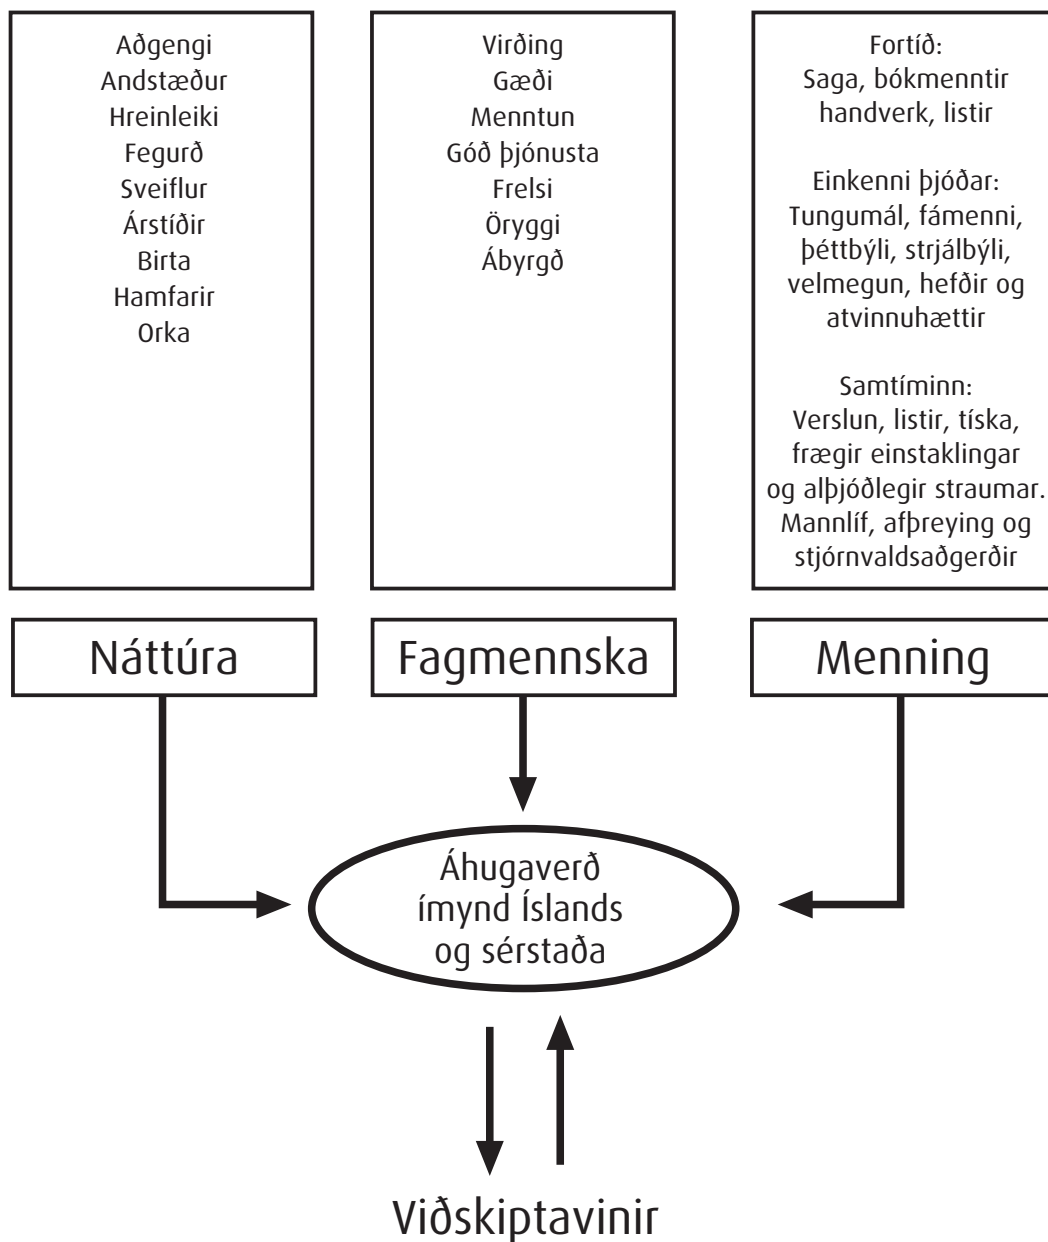 Aðgengi
Andstæður
Hreinleiki
Fegurð
Sveiflur
Árstíðir
Birta
Hamfarir
Orka
Virðing
Gæði
Menntun
Góð þjónusta
Frelsi
Öryggi
Ábyrgð
Fortíð:
Saga, bókmenntir
handverk, listir
Einkenni þjóðar:
Tungumál, fámenni,
þéttbýli, strjálbýli,
velmegun, hefðir og
atvinnuhættir
Samtíminn:
Verslun, listir, tíska,
frægir einstaklingar
og alþjóðlegir straumar.
Mannlíf, afþreying og
stjórnvaldsaðgerðir
Náttúra
Fagmennska
Menning
Áhugaverð
ímynd Íslands
og sérstaða
Viðskiptavinir